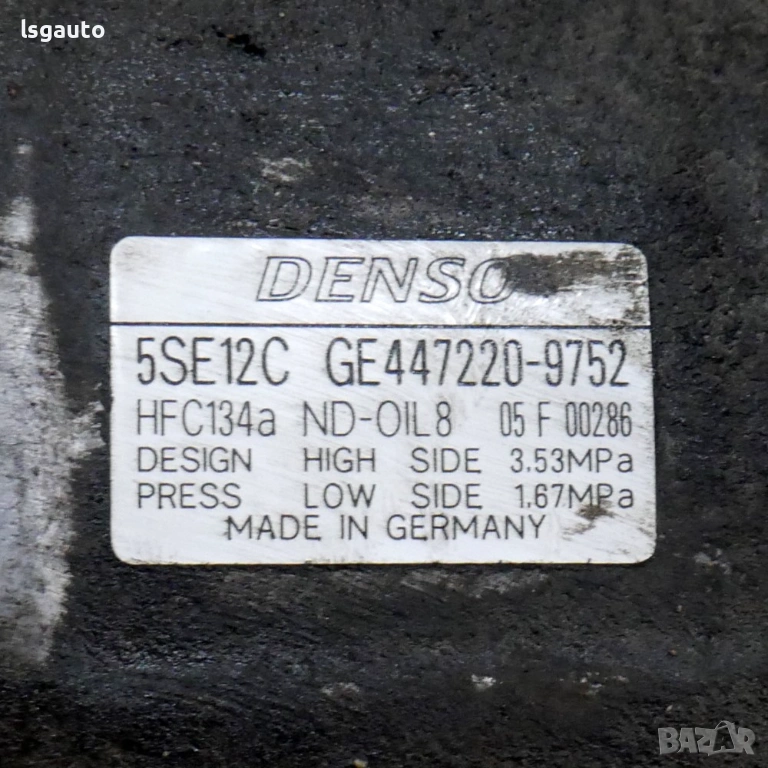 lsgauto
DENSO
5SE12C GE447220-9752
HFC134a ND-OIL8 05 F 00286
DESIGN HIGH SIDE 3.53MPa
PRESS LOW SIDE 1.67MPa
MADE IN GERMANY
BAZAR